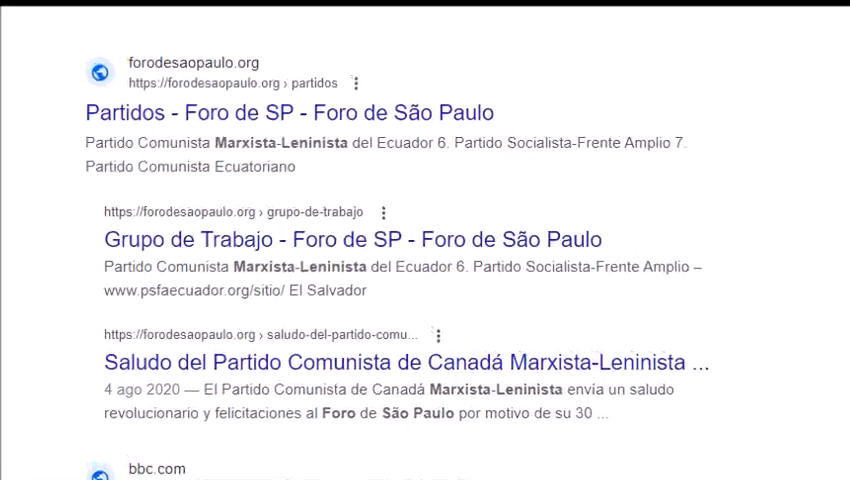 forodesaopaulo.org
https://forodesaopaulo.org › partidos
Partidos - Foro de SP - Foro de São Paulo
Partido Comunista Marxista-Leninista del Ecuador 6. Partido Socialista-Frente Amplio 7.
Partido Comunista Ecuatoriano
https://forodesaopaulo.org › grupo-de-trabajo
Grupo de Trabajo - Foro de SP - Foro de São Paulo
Partido Comunista Marxista-Leninista del Ecuador 6. Partido Socialista-Frente Amplio –
www.psfaecuador.org/sitio/ El Salvador
https://forodesaopaulo.org › saludo-del-partido-comu...
Saludo del Partido Comunista de Canadá Marxista-Leninista ...
4 ago 2020 — El Partido Comunista de Canadá Marxista-Leninista envía un saludo
revolucionario y felicitaciones al Foro de São Paulo por motivo de su 30 ...
bbc.com